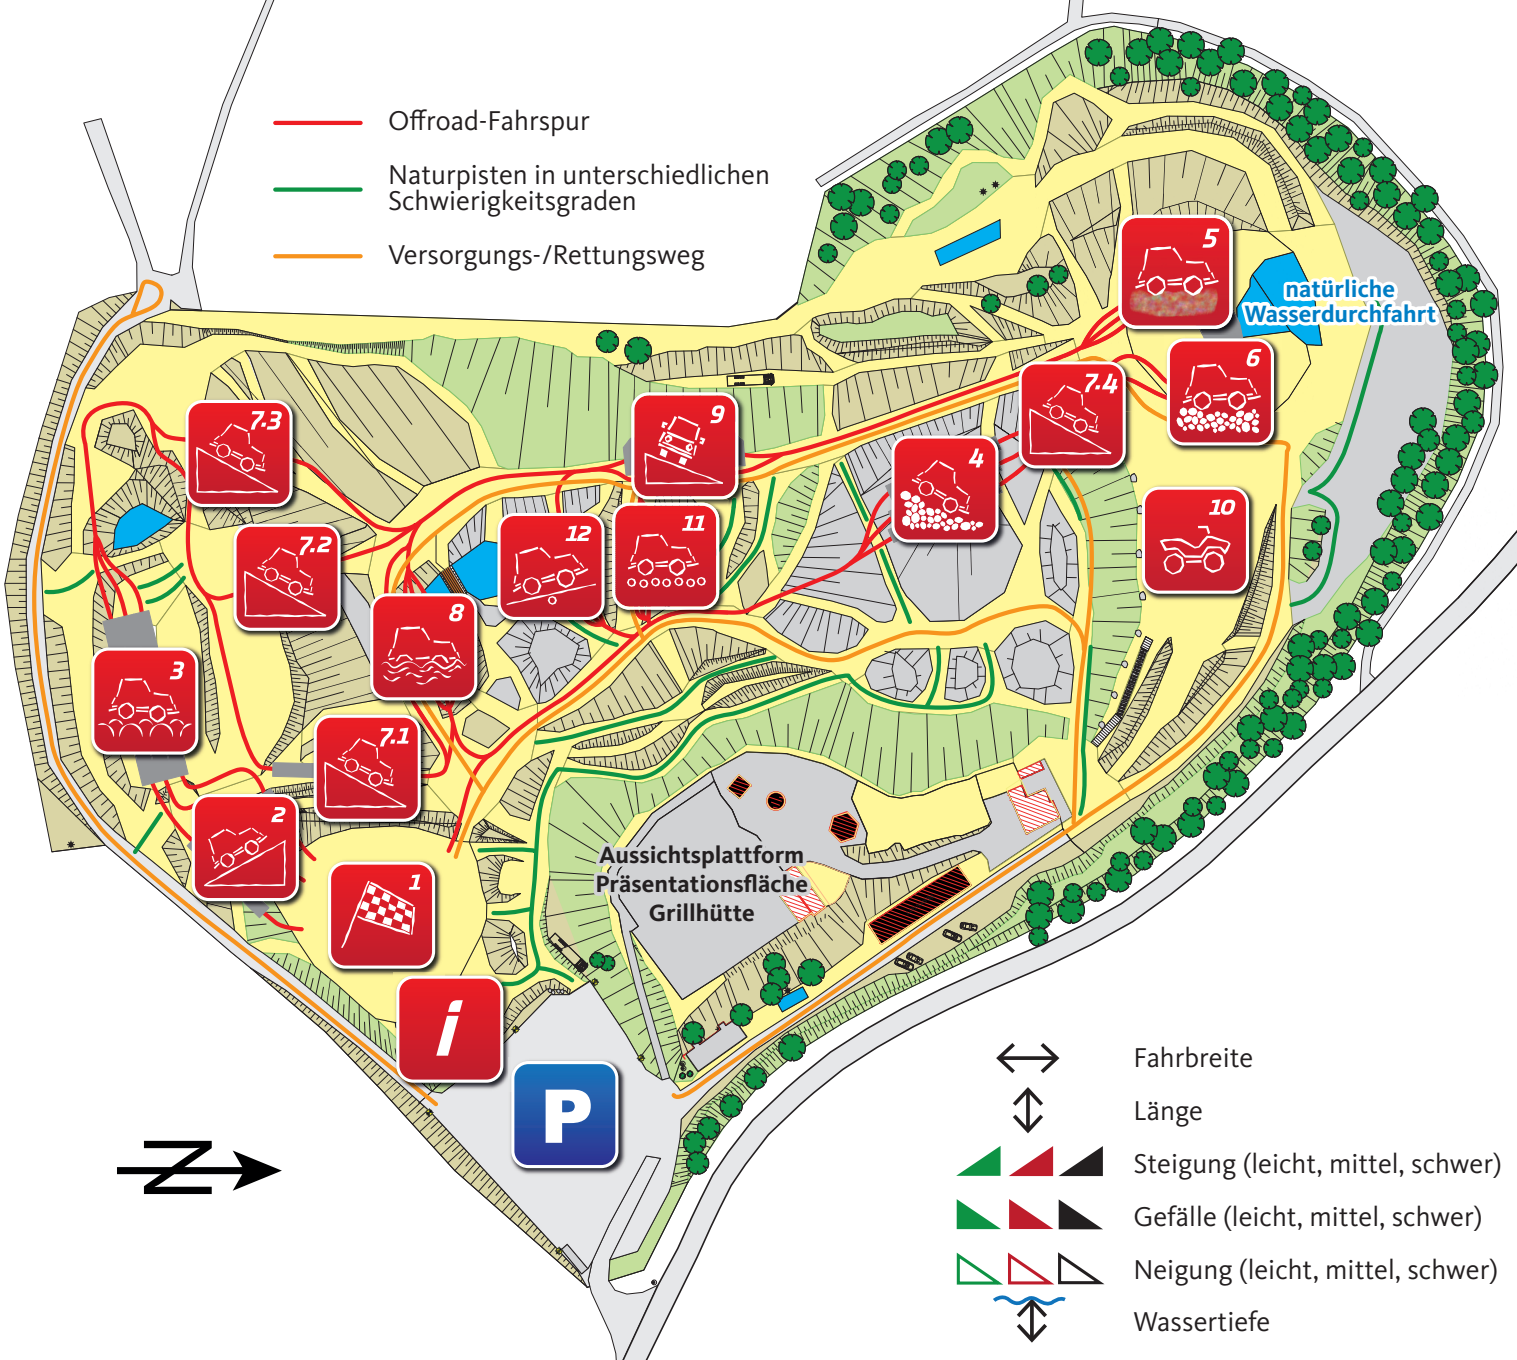 Offroad-Fahrspur
Naturpisten in unterschiedlichen
Schwierigkeitsgraden
Versorgungs-/Rettungsweg
5
natürliche
Wasserdurchfahrt
6
7.4
7.3
9
4
10
7.2
12
11
8
3
7.1
2
1
Aussichtsplattform
Präsentationsfläche
Grillhütte
i
P
N
Fahrbreite
Länge
Steigung (leicht, mittel, schwer)
Gefälle (leicht, mittel, schwer)
Neigung (leicht, mittel, schwer)
Wassertiefe